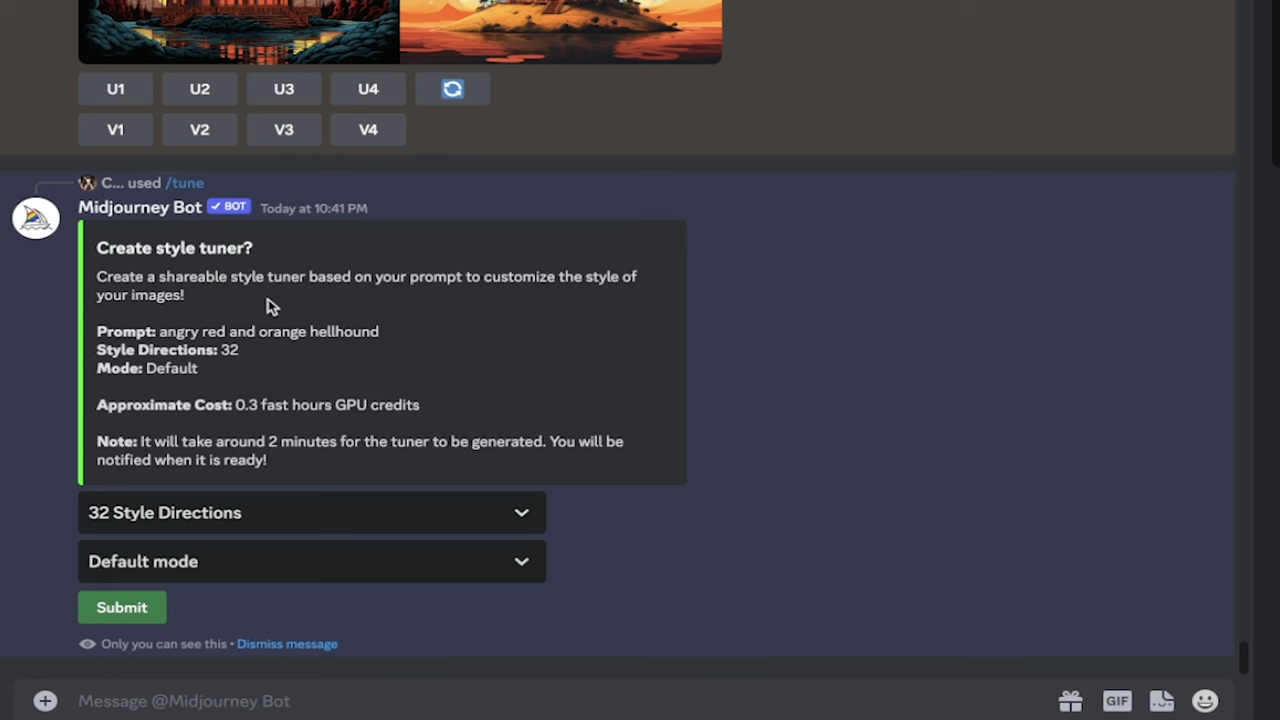 U1 U2 U3 U4
V1 V2 V3 V4
C... used /tune
Midjourney Bot ✓ BOT Today at 10:41 PM
Create style tuner?
Create a shareable style tuner based on your prompt to customize the style of
your images!
Prompt: angry red and orange hellhound
Style Directions: 32
Mode: Default
Approximate Cost: 0.3 fast hours GPU credits
Note: It will take around 2 minutes for the tuner to be generated. You will be
notified when it is ready!
32 Style Directions
Default mode
Submit
Only you can see this • Dismiss message
Message @Midjourney Bot GIF